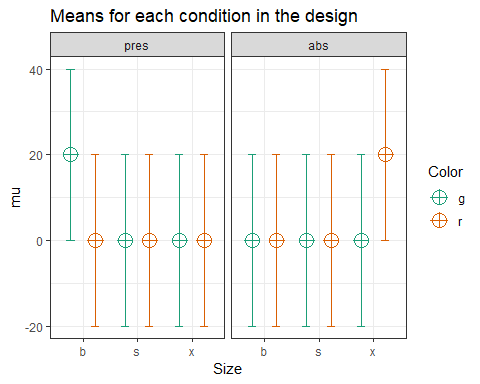 Means for each condition in the design
pres
abs
40
20
0
-20
mu
b
s
x
b
s
x
Size
Color
g
r